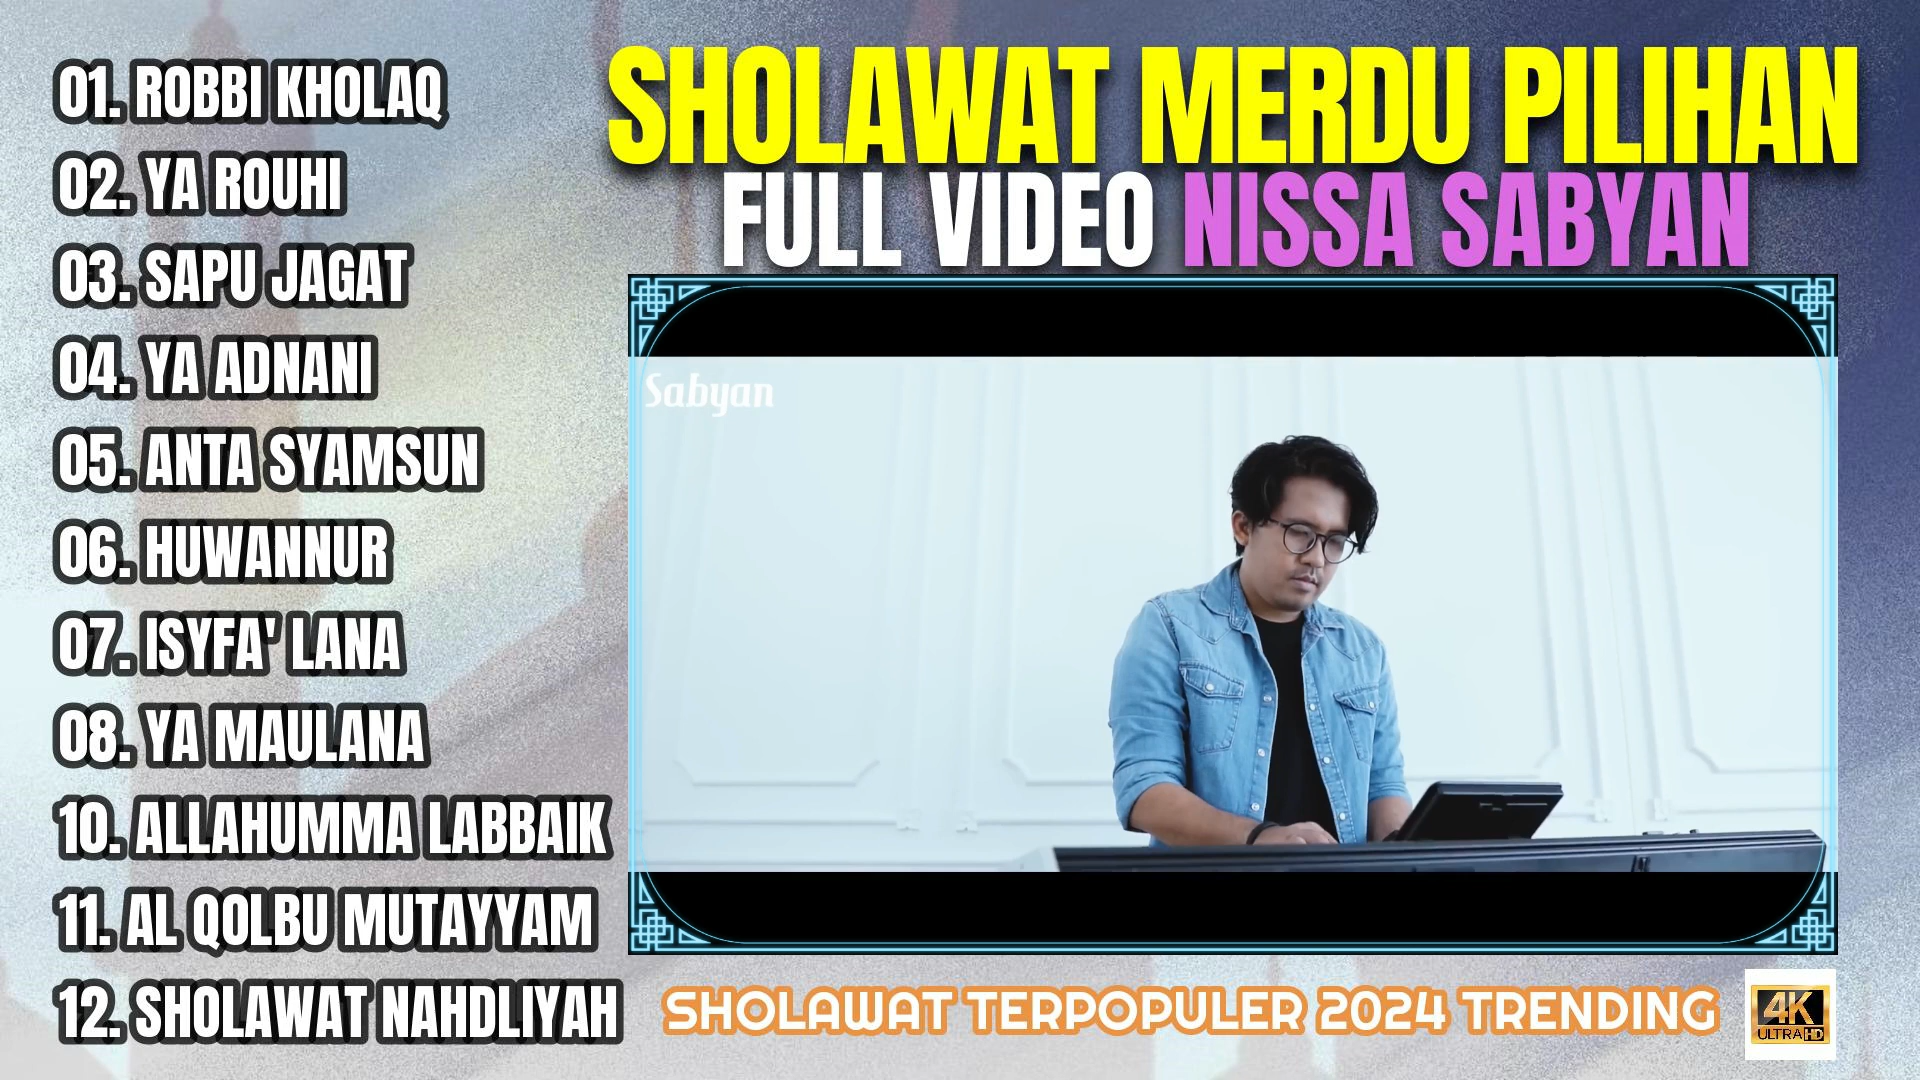 01. ROBBI KHOLAQ
02. YA ROUHI
03. SAPU JAGAT
04. YA ADNANI
05. ANTA SYAMSUN
06. HUWANNUR
07. ISYFA' LANA
08. YA MAULANA
10. ALLAHUMMA LABBAIK
11. AL QOLBU MUTAYYAM
12. SHOLAWAT NAHDLIYAH
SHOLAWAT MERDU PILIHAN
FULL VIDEO NISSA SABYAN
Sabyan
SHOLAWAT TERPOPULER 2024 TRENDING
4K
ULTRA HD